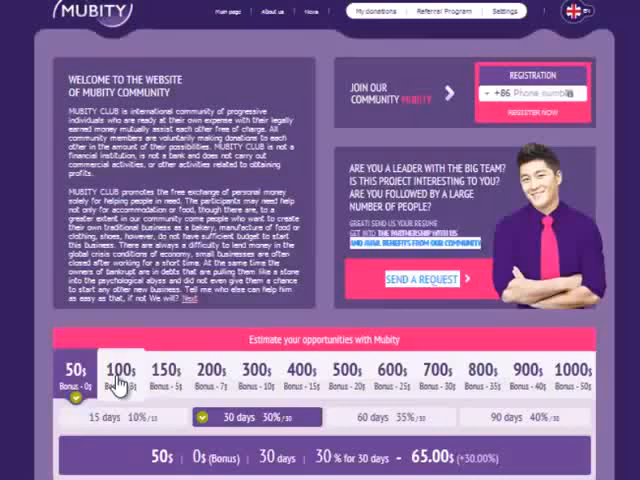 MUBITY
Main page
About us
News
My donations
Referral Program
Settings
EN
WELCOME TO THE WEBSITE
OF MUBITY COMMUNITY
MUBITY CLUB is international community of progressive
individuals who are ready at their own expense with their legally
earned money mutually assist each other free of charge. All
community members are voluntarily making donations to each
other in the amount of their possibilities. MUBITY CLUB is not a
financial institution, is not a bank and does not carry out
commercial activities, or other activities related to obtaining
profits.
MUBITY CLUB promotes the free exchange of personal money
solely for helping people in need. The participants may need help
not only for accommodation or food, though there are, to a
greater extent in our community come people who want to create
their own traditional business as a bakery, manufacture of food or
clothing, shoes, however, do not have sufficient budget to start
this business. There are always a difficulty to lend money in the
global crisis conditions of economy, small businesses are often
closed after working for a short time. At the same time the
owners of bankrupt are in debts that are pulling them like a stone
into the psychological abyss and did not even give them a chance
to start any other new business. Tell me who else can help him
as easy as that, if not We will? Next
JOIN OUR
COMMUNITY MUBITY
REGISTRATION
+86 Phone number
REGISTER NOW
ARE YOU A LEADER WITH THE BIG TEAM?
IS THIS PROJECT INTERESTING TO YOU?
ARE YOU FOLLOWED BY A LARGE
NUMBER OF PEOPLE?
GREAT! SEND US YOUR RESUME
GET INTO THE PARTNERSHIP WITH US
AND AVAIL BENEFITS FROM OUR COMMUNITY
SEND A REQUEST
Estimate your opportunities with Mubity
50$ 100$ 150$ 200$ 300$ 400$ 500$ 600$ 700$ 800$ 900$ 1000$
Bonus - 0$ Bonus - 5$ Bonus - 7$ Bonus - 10$ Bonus - 15$ Bonus - 20$ Bonus - 25$ Bonus - 30$ Bonus - 35$ Bonus - 40$ Bonus - 50$
15 days 10% /15
30 days 30% /30
60 days 35% /30
90 days 40% /30
50$ | 0$ (Bonus) | 30 days | 30 % for 30 days - 65.00$ (+30.00%)